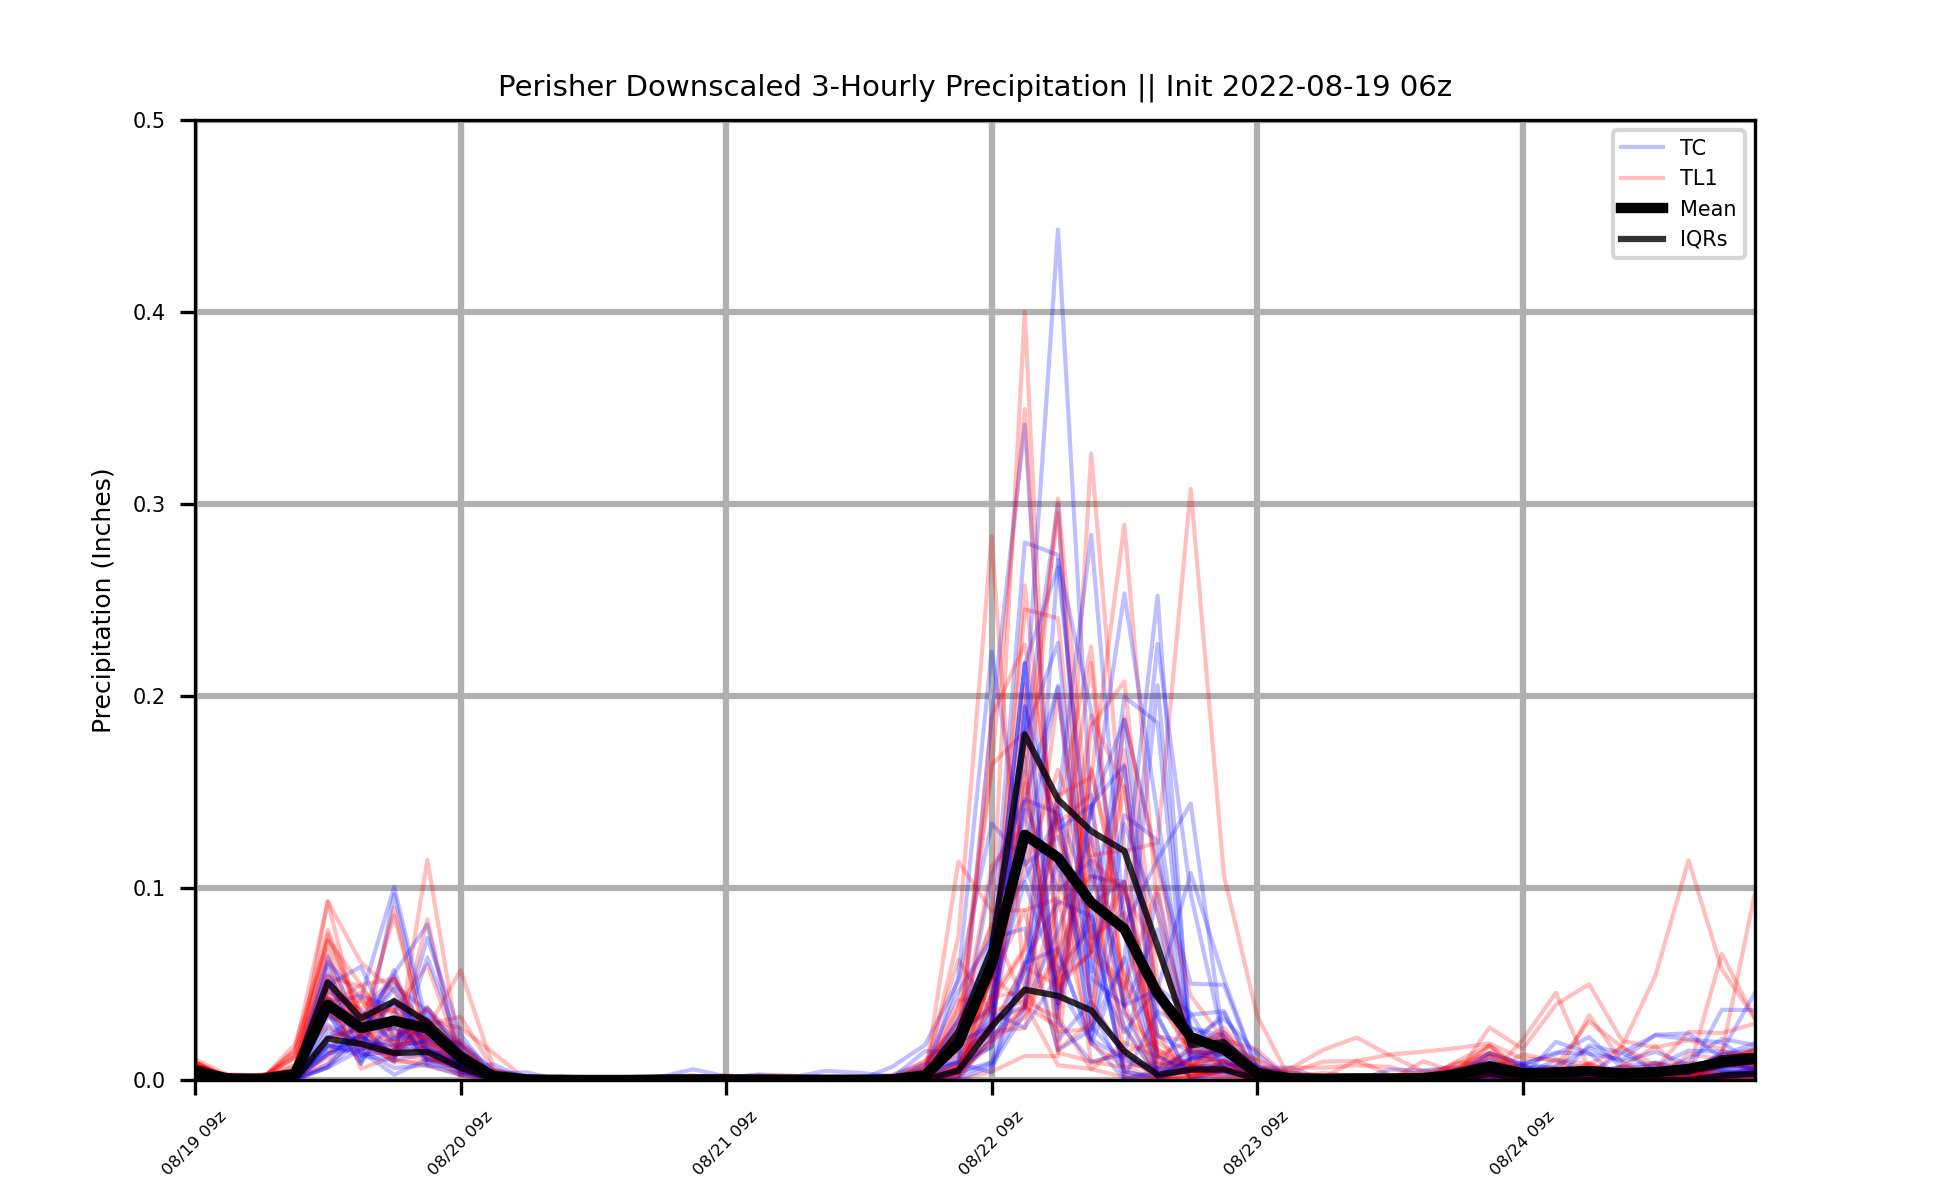 Perisher Downscaled 3-Hourly Precipitation || Init 2022-08-19 06z
0.5
0.4
0.3
0.2
0.1
0.0
Precipitation (Inches)
TC
TL1
Mean
IQRs
08/19 09z
08/20 09z
08/21 09z
08/22 09z
08/23 09z
08/24 09z